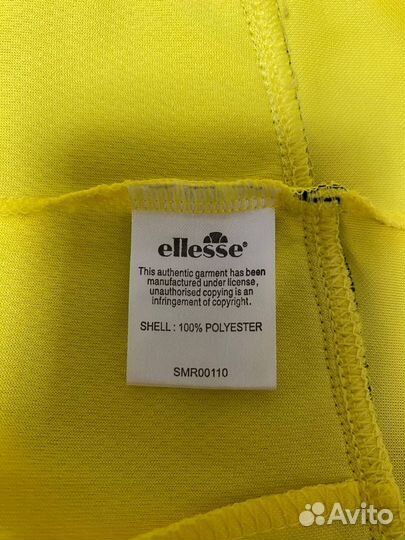 ellesse®
This authentic garment has been
manufactured under license,
unauthorised copying is an
infringement of copyright.
SHELL : 100% POLYESTER
SMR00110
Avito